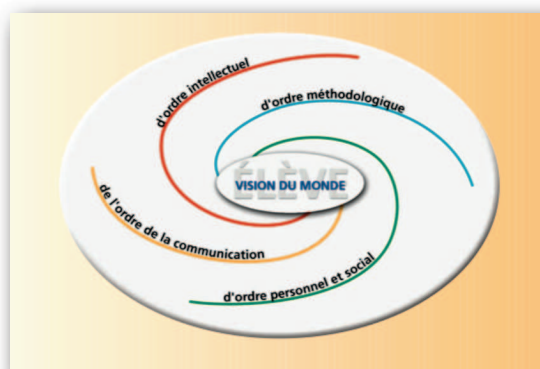 d'ordre intellectuel
d'ordre méthodologique
ÉLÈVE
VISION DU MONDE
de l'ordre de la communication
d'ordre personnel et social